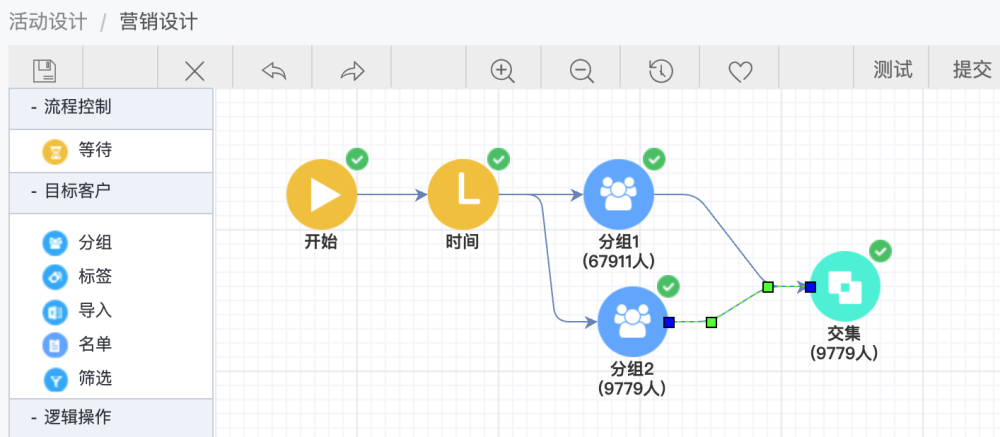 活动设计 / 营销设计
测试 提交
- 流程控制
等待
- 目标客户
分组
标签
导入
名单
筛选
- 逻辑操作
开始
时间
分组1
(67911人)
分组2
(9779人)
交集
(9779人)